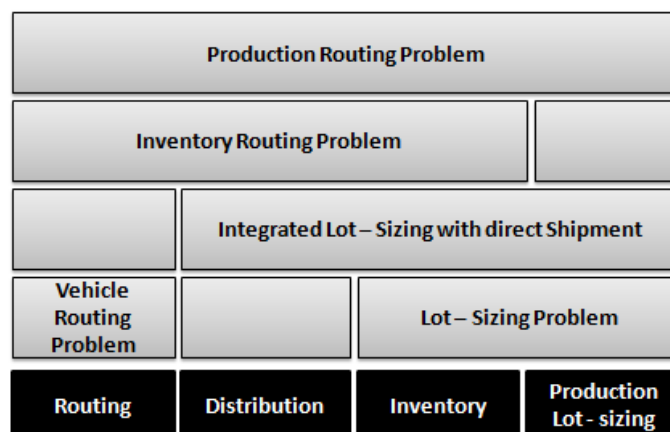 Production Routing Problem
Inventory Routing Problem
Integrated Lot – Sizing with direct Shipment
Vehicle
Routing
Problem
Lot – Sizing Problem
Routing
Distribution
Inventory
Production
Lot - sizing